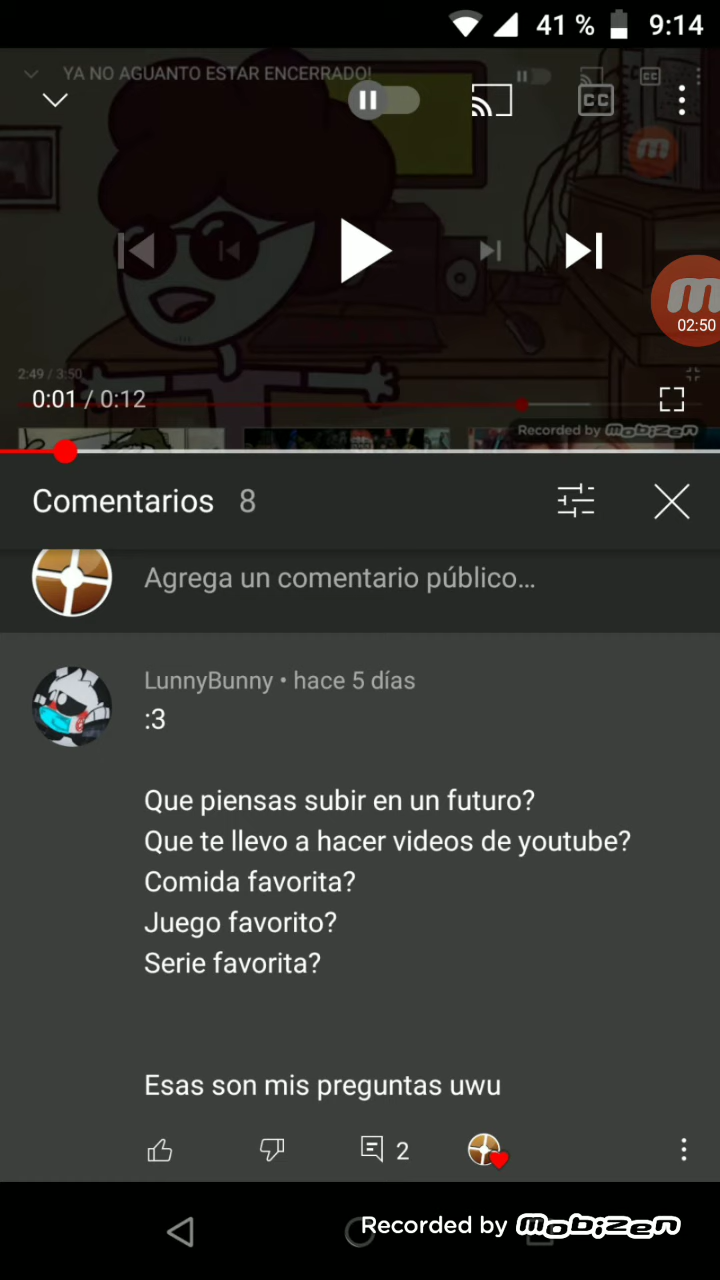 41 % 9:14
YA NO AGUANTO ESTAR ENCERRADO!
CC
CC
02:50
2:49 / 3:50
0:01 / 0:12
Recorded by mobizen
Comentarios 8
Agrega un comentario público...
LunnyBunny • hace 5 días
:3
Que piensas subir en un futuro?
Que te llevo a hacer videos de youtube?
Comida favorita?
Juego favorito?
Serie favorita?
Esas son mis preguntas uwu
2
Recorded by mobizen